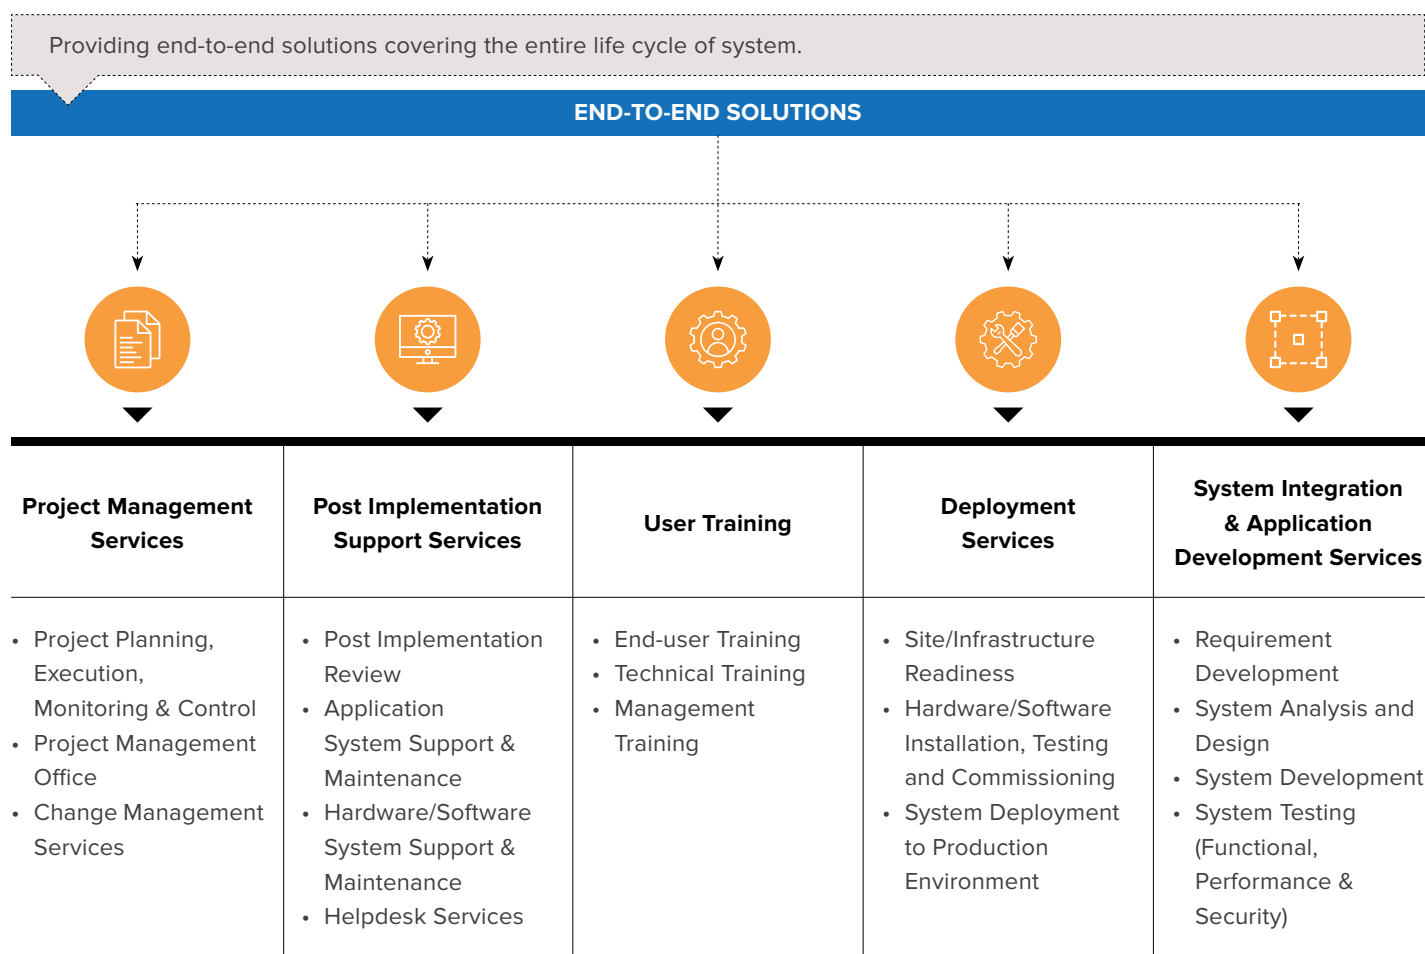 Providing end-to-end solutions covering the entire life cycle of system.
END-TO-END SOLUTIONS
Project Management
Services
Post Implementation
Support Services
User Training
Deployment
Services
System Integration
& Application
Development Services
• Project Planning,
Execution,
Monitoring & Control
• Project Management
Office
• Change Management
Services
• Post Implementation
Review
• Application
System Support &
Maintenance
• Hardware/Software
System Support &
Maintenance
• Helpdesk Services
• End-user Training
• Technical Training
• Management
Training
• Site/Infrastructure
Readiness
• Hardware/Software
Installation, Testing
and Commissioning
• System Deployment
to Production
Environment
• Requirement
Development
• System Analysis and
Design
• System Development
• System Testing
(Functional,
Performance &
Security)